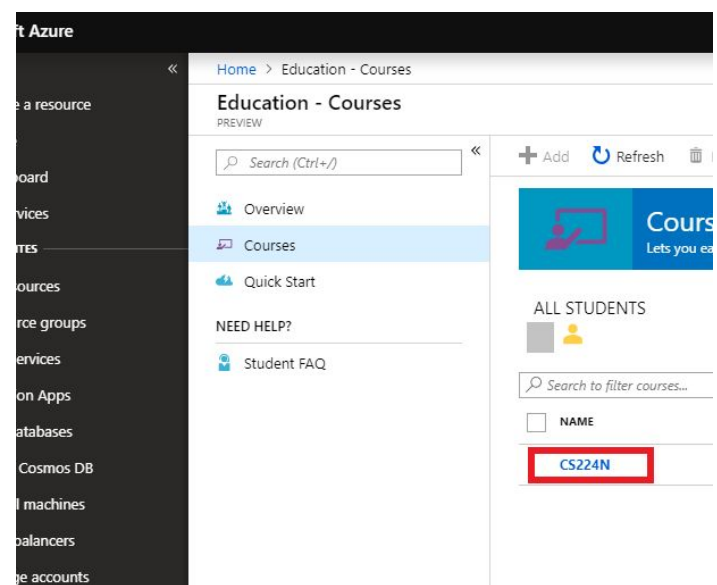 ft Azure
«
Home > Education - Courses
e a resource
Education - Courses
PREVIEW
Search (Ctrl+/)
«
Add
Refresh
board
rvices
Overview
ITES
Courses
ources
Quick Start
rce groups
NEED HELP?
ervices
Student FAQ
on Apps
atabases
Cosmos DB
l machines
balancers
ge accounts
Cours
Lets you ea
ALL STUDENTS
Search to filter courses...
NAME
CS224N